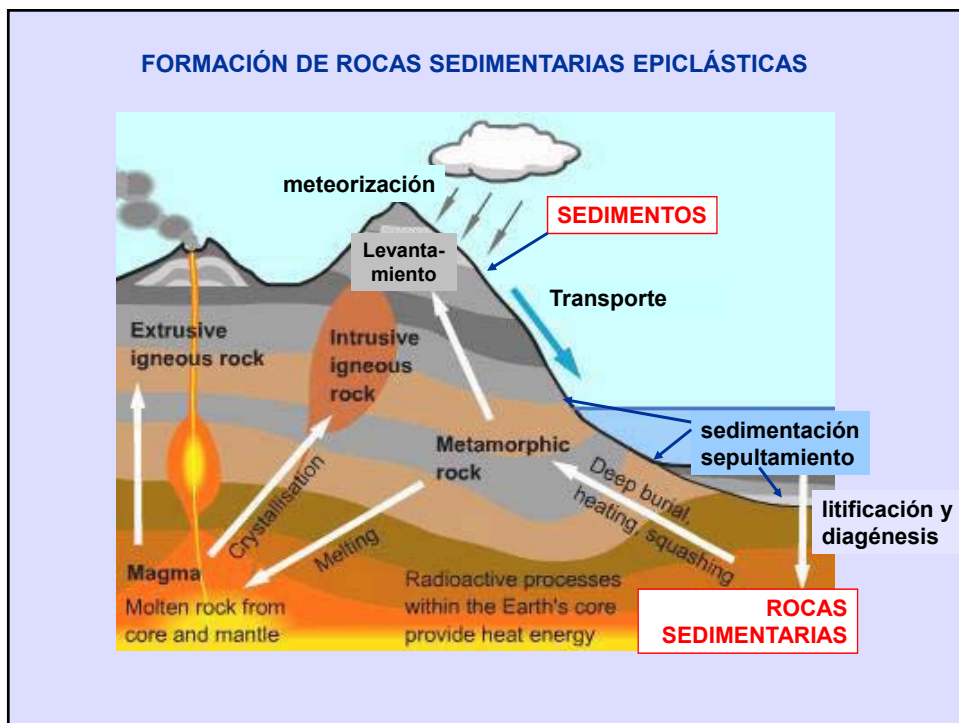 FORMACIÓN DE ROCAS SEDIMENTARIAS EPICLÁSTICAS
meteorización
SEDIMENTOS
Levanta-
miento
Transporte
Extrusive
igneous rock
Intrusive
igneous
rock
sedimentación
sepultamiento
Metamorphic
rock
Deep burial,
heating, squashing
litificación y
diagénesis
Crystallisation
Melting
Magma
Molten rock from
core and mantle
Radioactive processes
within the Earth's core
provide heat energy
ROCAS
SEDIMENTARIAS